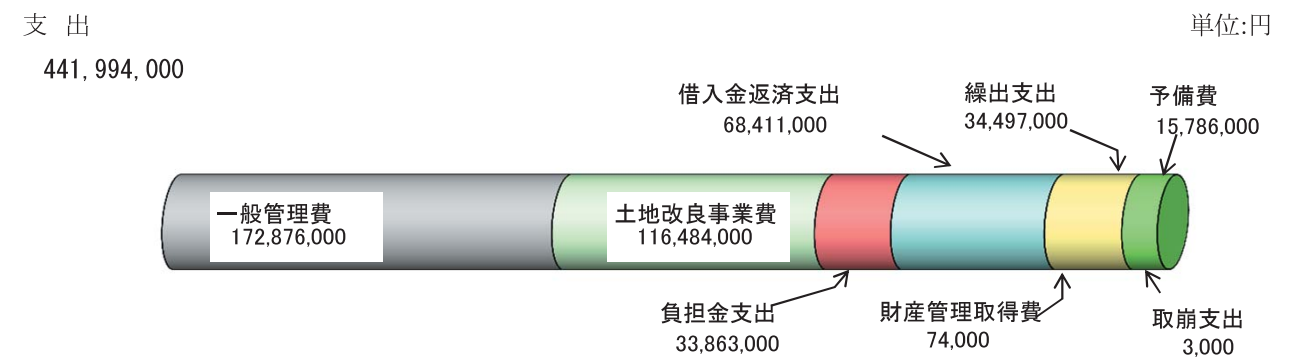 支 出
単位:円
441,994,000
借入金返済支出
68,411,000
繰出支出
34,497,000
予備費
15,786,000
一般管理費
172,876,000
土地改良事業費
116,484,000
負担金支出
33,863,000
財産管理取得費
74,000
取崩支出
3,000